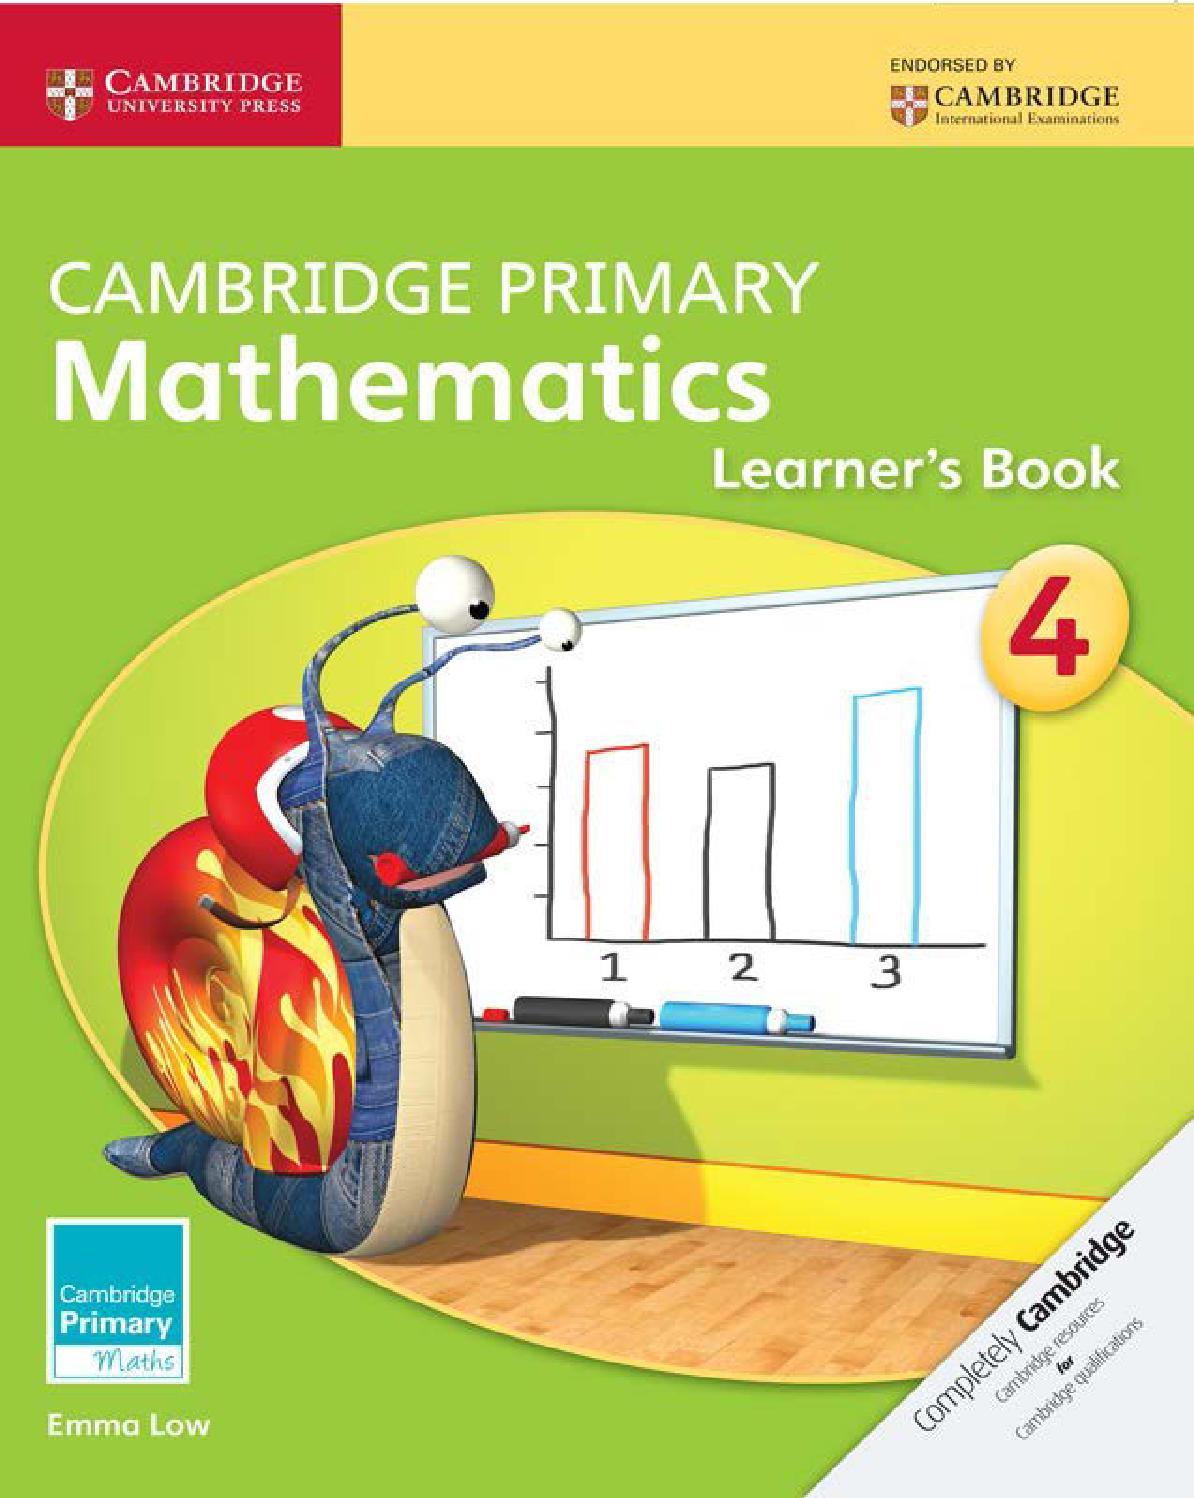 CAMBRIDGE
UNIVERSITY PRESS
ENDORSED BY
CAMBRIDGE
International Examinations
CAMBRIDGE PRIMARY
Mathematics
Learner's Book
4
1 2 3
Cambridge
Primary
Maths
Emma Low
Completely Cambridge
Cambridge resources
for
Cambridge qualifications